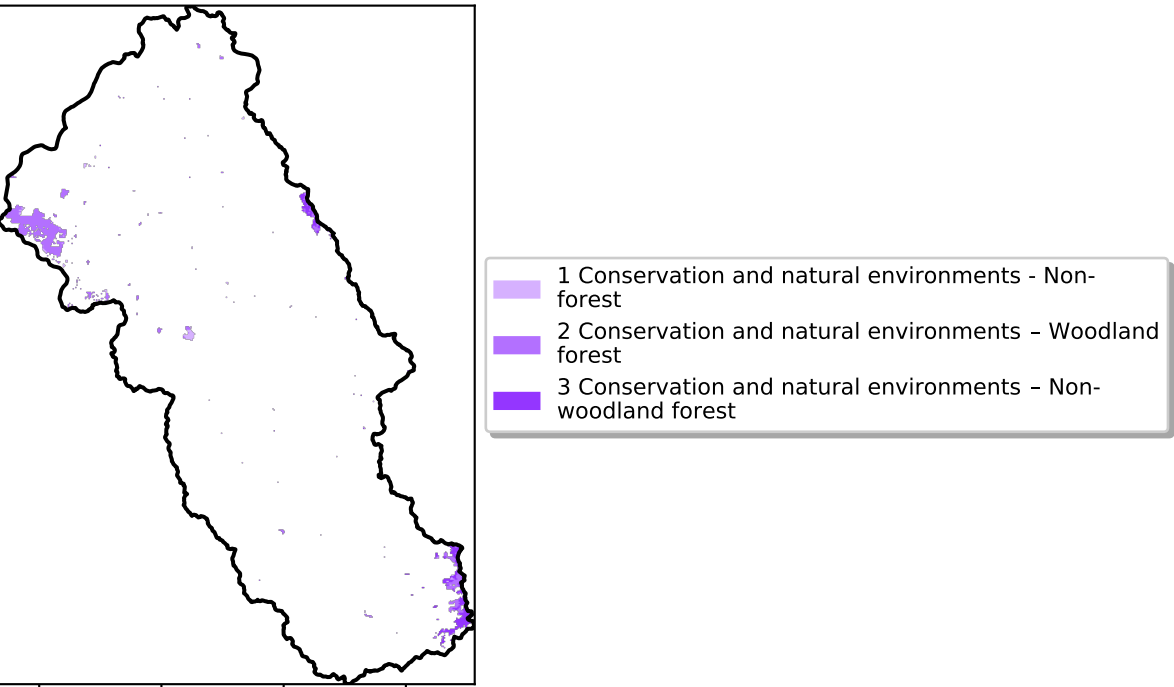 1 Conservation and natural environments - Non-
forest
2 Conservation and natural environments – Woodland
forest
3 Conservation and natural environments – Non-
woodland forest